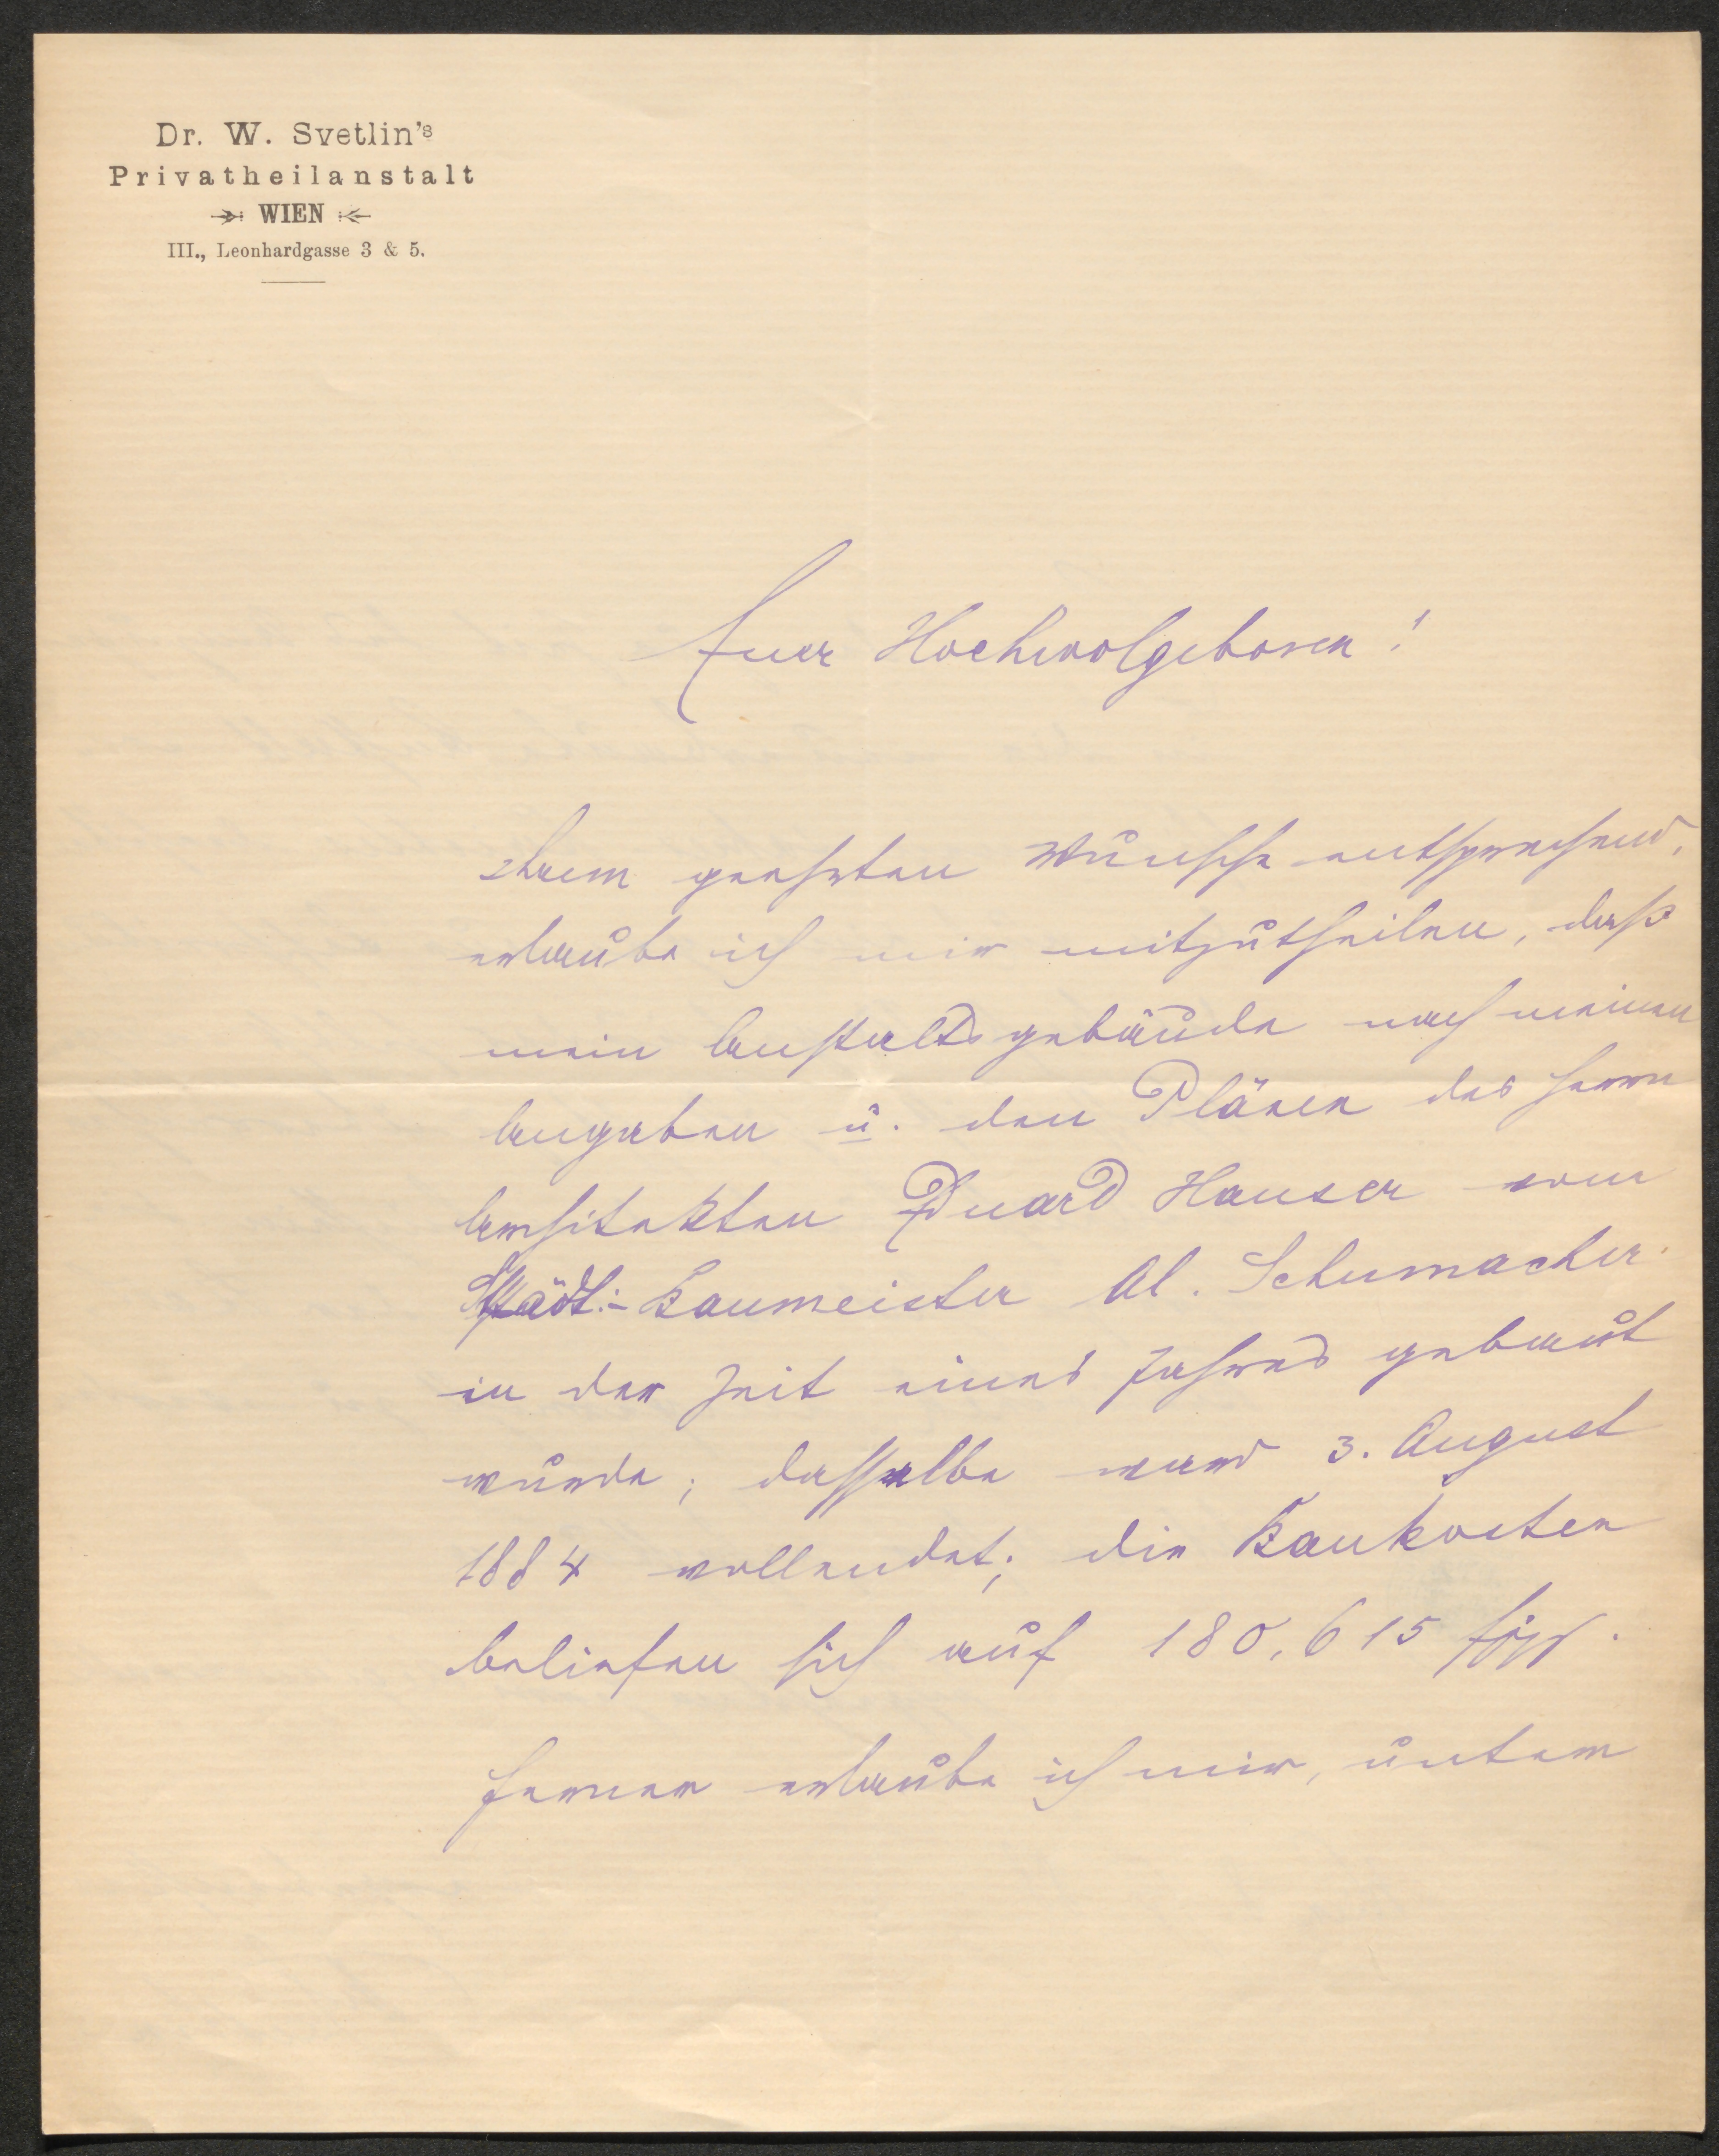 Dr. W. Svetlin's
Privatheilanstalt
WIEN
III., Leonhardgasse 3 & 5.
Euer Hochwolgeboren!
Ihrem geehrten Wunsche entsprechend,
erlaube ich mir mitzutheilen, daß
mein Anstaltsgebäude nach meinen
Angaben u. den Plänen des Herrn
Architekten Eduard Hauser vom
Städt:- Baumeister Al. Schumacher
in der Zeit eines Jahres gebaut
wurde; dasselbe ward 3. August
1884 vollendet; die Baukosten
beliefen sich auf 180,615
Ferner erlaube ich mir, unter